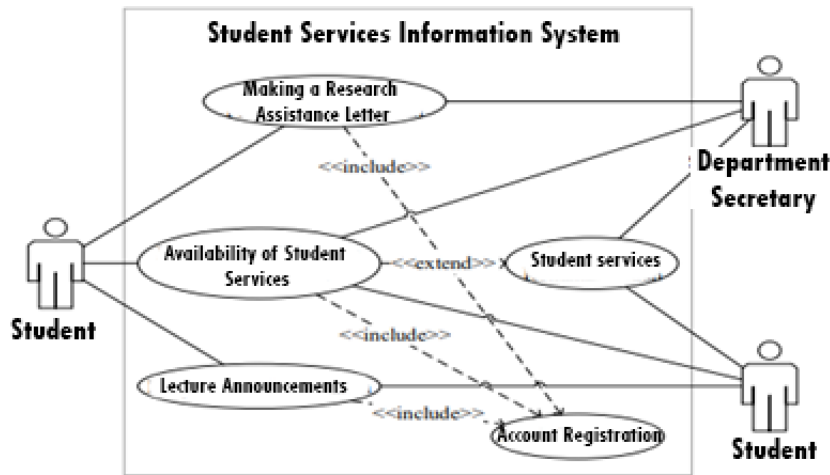 Student Services Information System
Making a Research
Assistance Letter
<<include>>
Department
Secretary
Availability of Student
Services
<<extend>>
Student services
Student
<<include>>
Lecture Announcements
<<include>>
Account Registration
Student